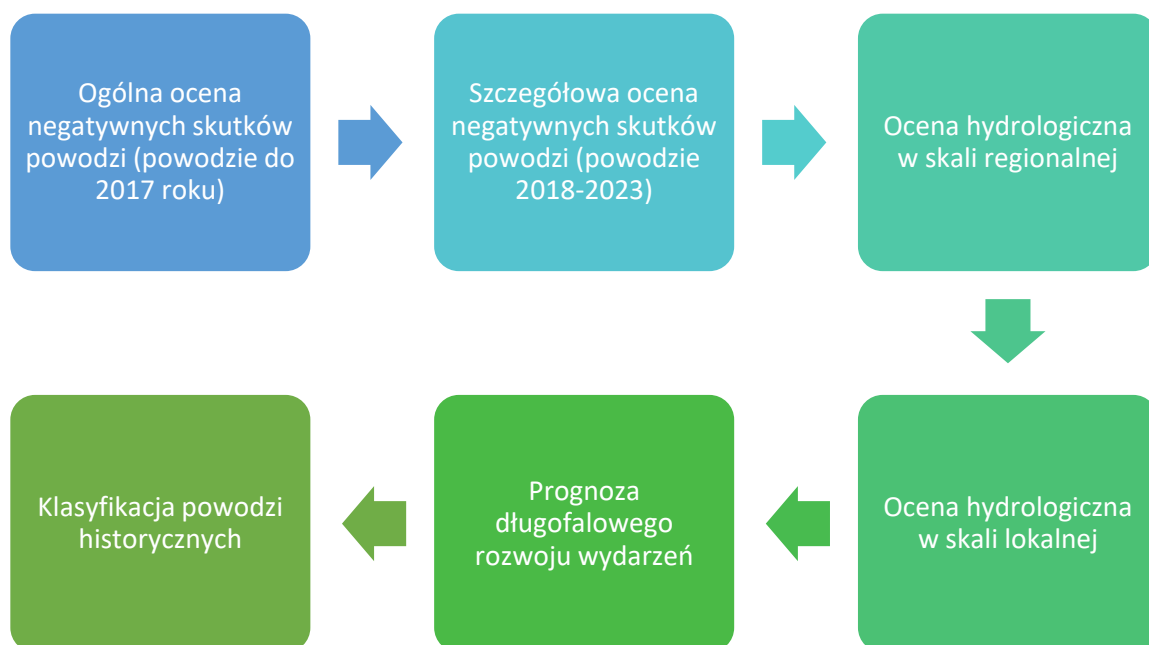 Ogólna ocena
negatywnych skutków
powodzi (powodzie do
2017 roku)
Szczegółowa ocena
negatywnych skutków
powodzi (powodzie
2018-2023)
Ocena hydrologiczna
w skali regionalnej
Ocena hydrologiczna
w skali lokalnej
Prognoza
długofalowego
rozwoju wydarzeń
Klasyfikacja powodzi
historycznych